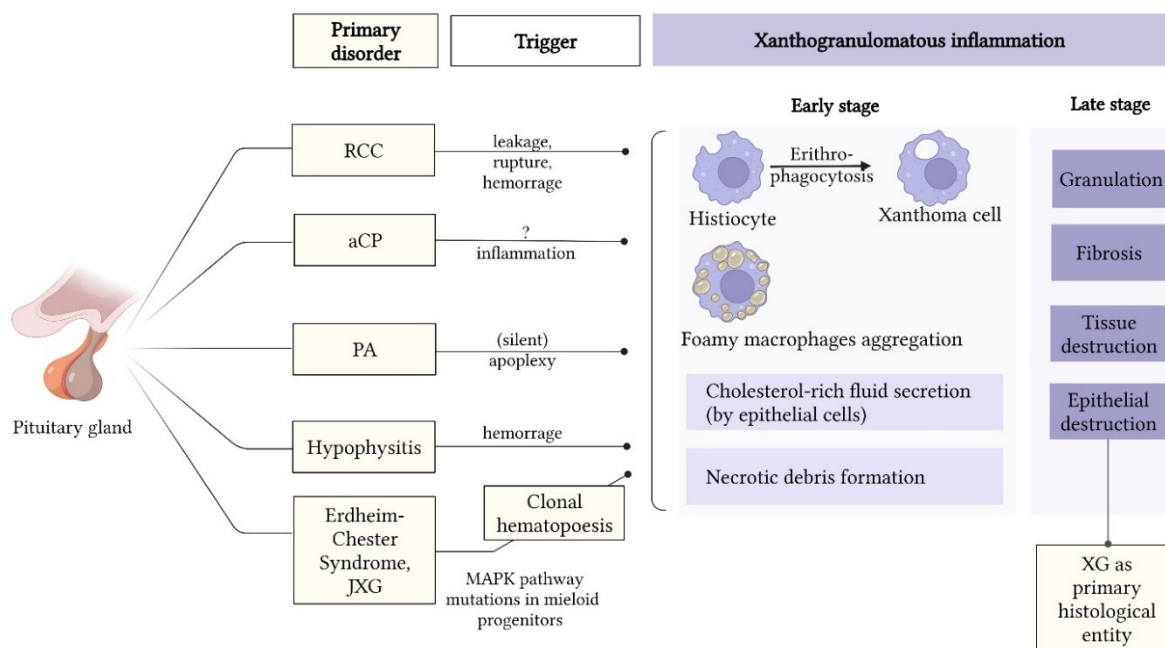 Primary
disorder
Trigger
Xanthogranulomatous inflammation
Early stage
Late stage
RCC
leakage,
rupture,
hemorrage
aCP
?
inflammation
PA
(silent)
apoplexy
Hypophysitis
hemorrage
Erdheim-
Chester
Syndrome,
JXG
Clonal
hematopoesis
MAPK pathway
mutations in mieloid
progenitors
Pituitary gland
Histiocyte
Erithro-
phagocytosis
Xanthoma cell
Foamy macrophages aggregation
Cholesterol-rich fluid secretion
(by epithelial cells)
Necrotic debris formation
Granulation
Fibrosis
Tissue
destruction
Epithelial
destruction
XG as
primary
histological
entity